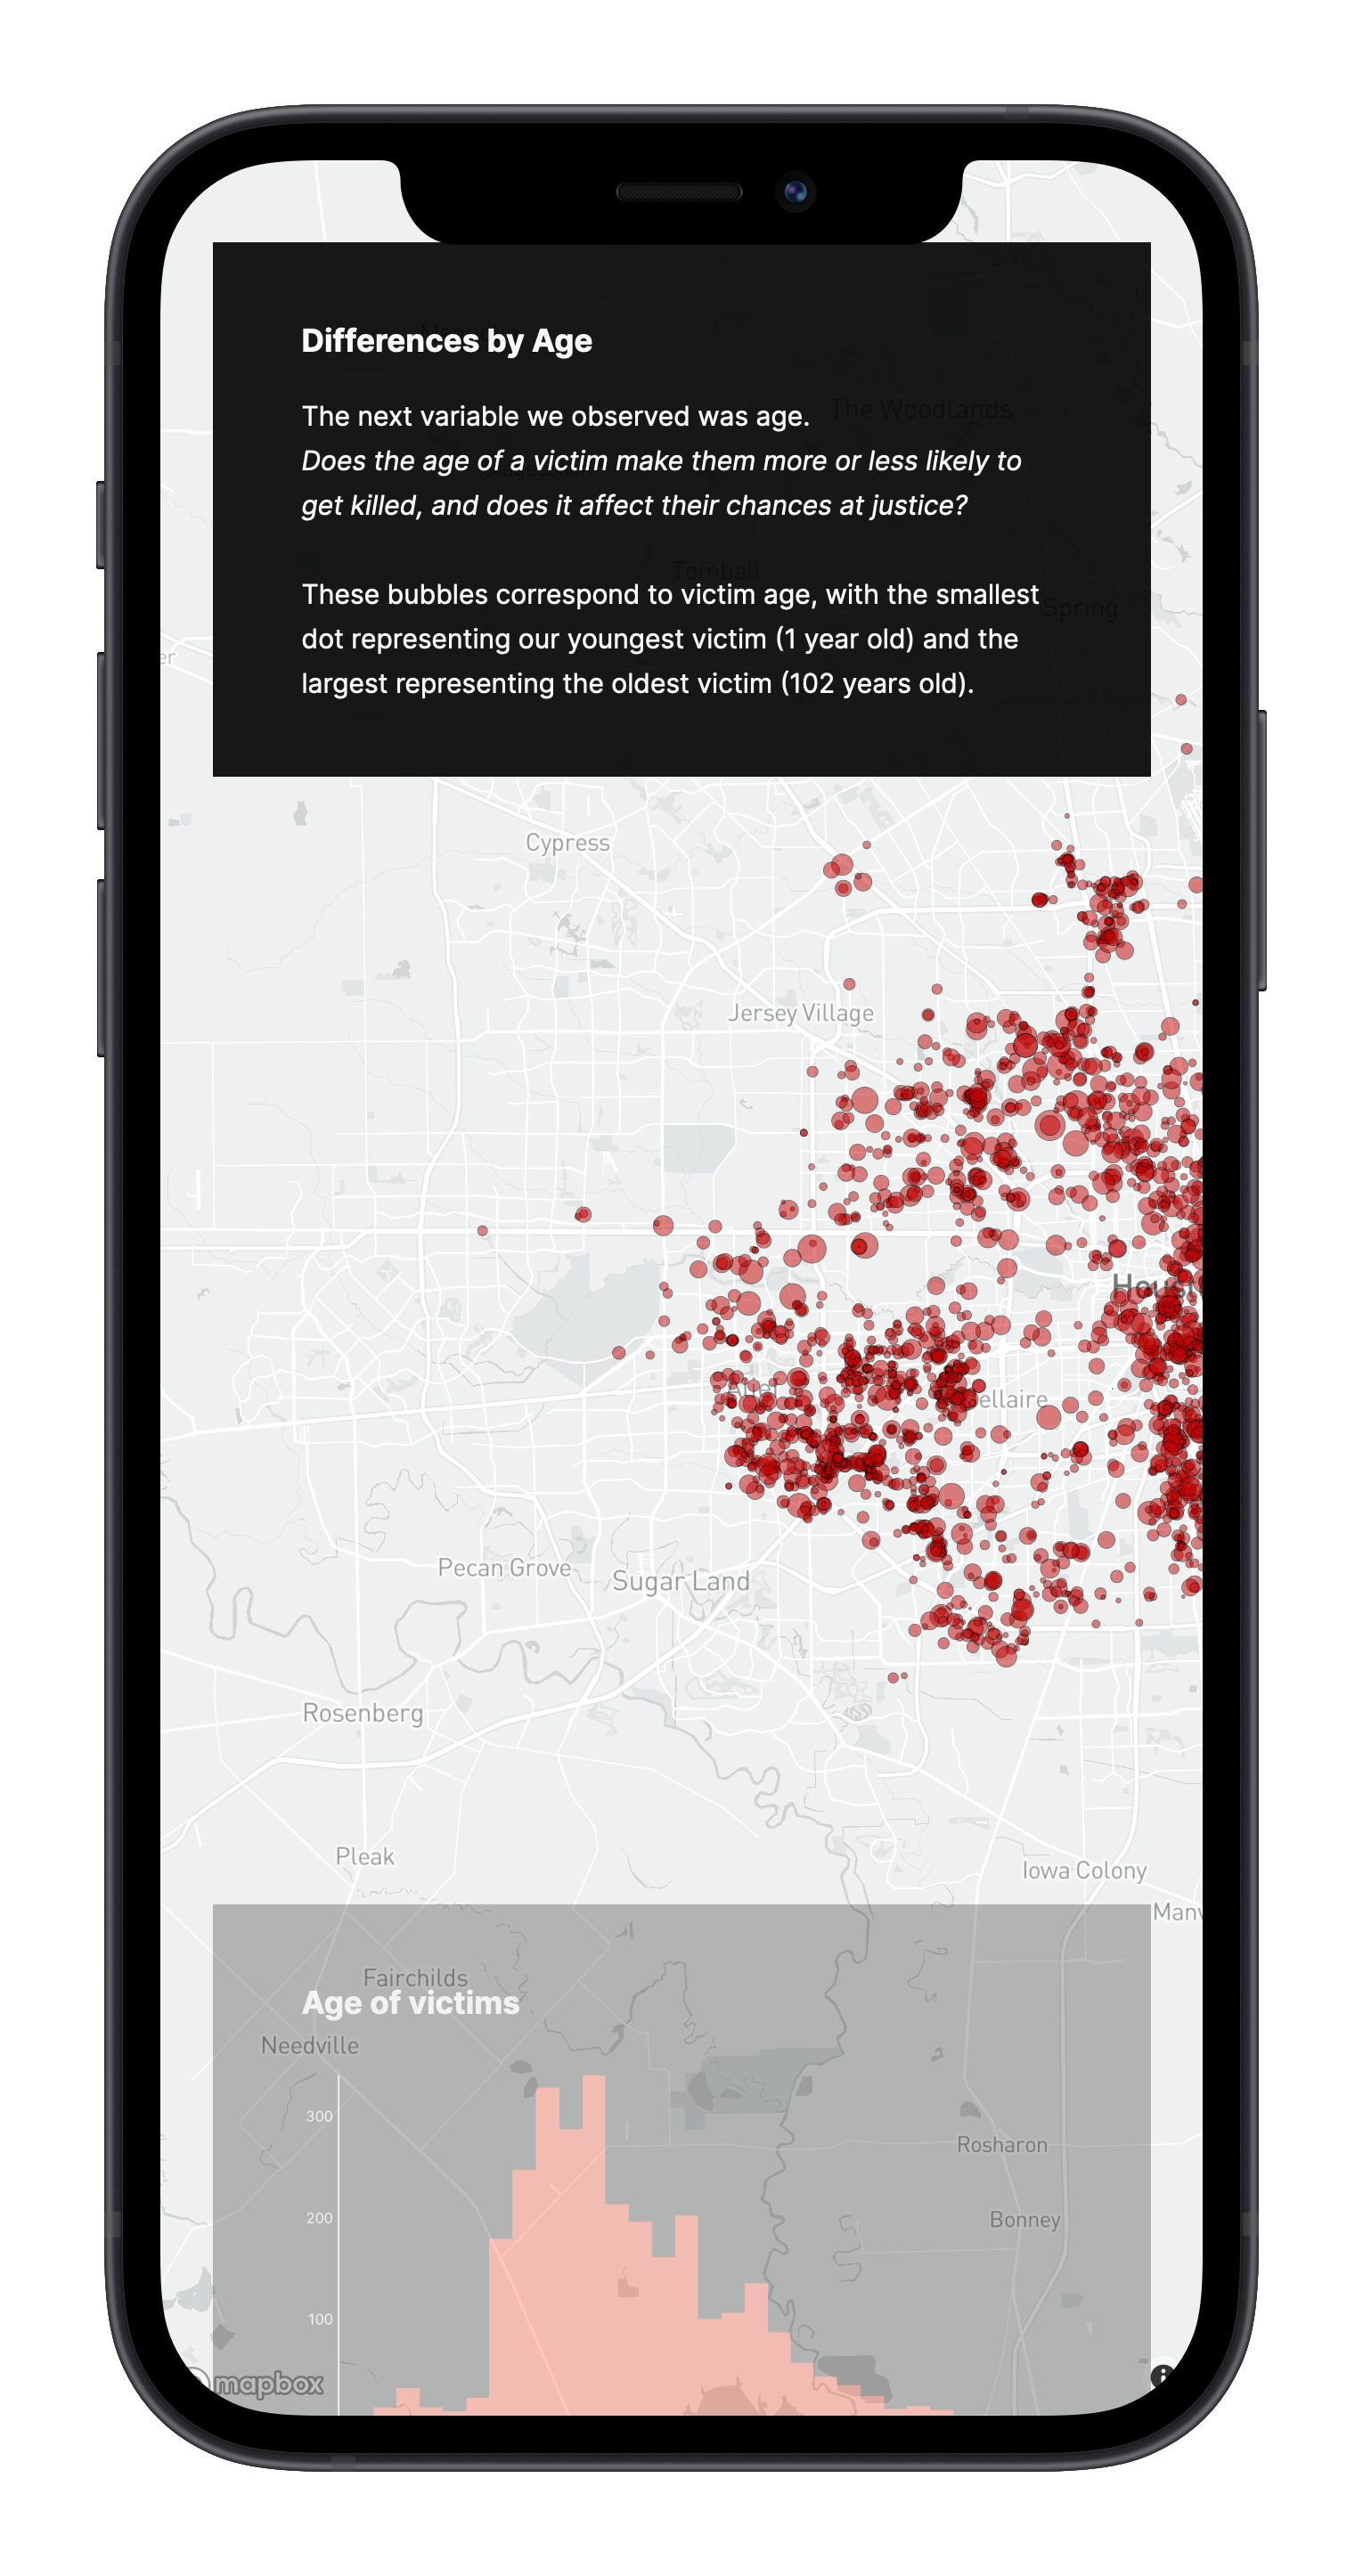 Differences by Age
The next variable we observed was age.
The Woodlands
Does the age of a victim make them more or less likely to
get killed, and does it affect their chances at justice?
Tomball
These bubbles correspond to victim age, with the smallest
Spring
dot representing our youngest victim (1 year old) and the
er
largest representing the oldest victim (102 years old).
Cypress
Jersey Village
Hous
ellaire
Pecan Grove
Sugar Land
Rosenberg
Pleak
Iowa Colony
Manv
Fairchilds
Age of victims
Needville
300
Rosharon
200
Bonney
100
mapbox